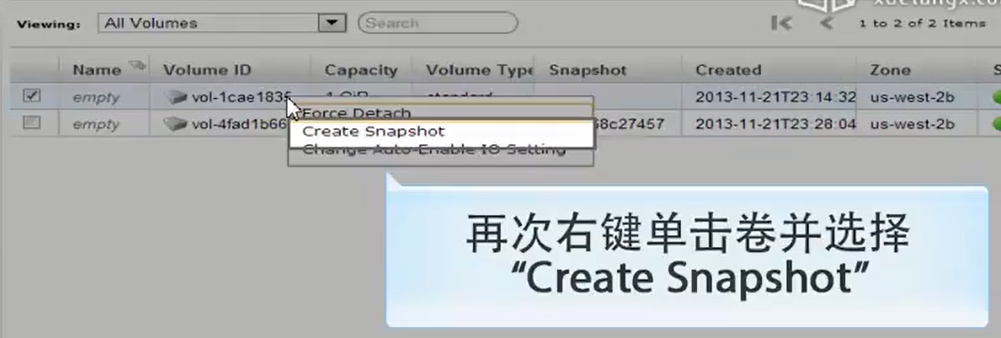 Viewing: All Volumes Search 1 to 2 of 2 Items
Name Volume ID Capacity Volume Type Snapshot Created Zone
empty vol-1cae1835 1 GiB standard 2013-11-21T23:14:32 us-west-2b
empty vol-4fad1b66 68c27457 2013-11-21T23:28:04 us-west-2b
Force Detach
Create Snapshot
Change Auto-Enable IO Setting
再次右键单击卷并选择
“Create Snapshot”